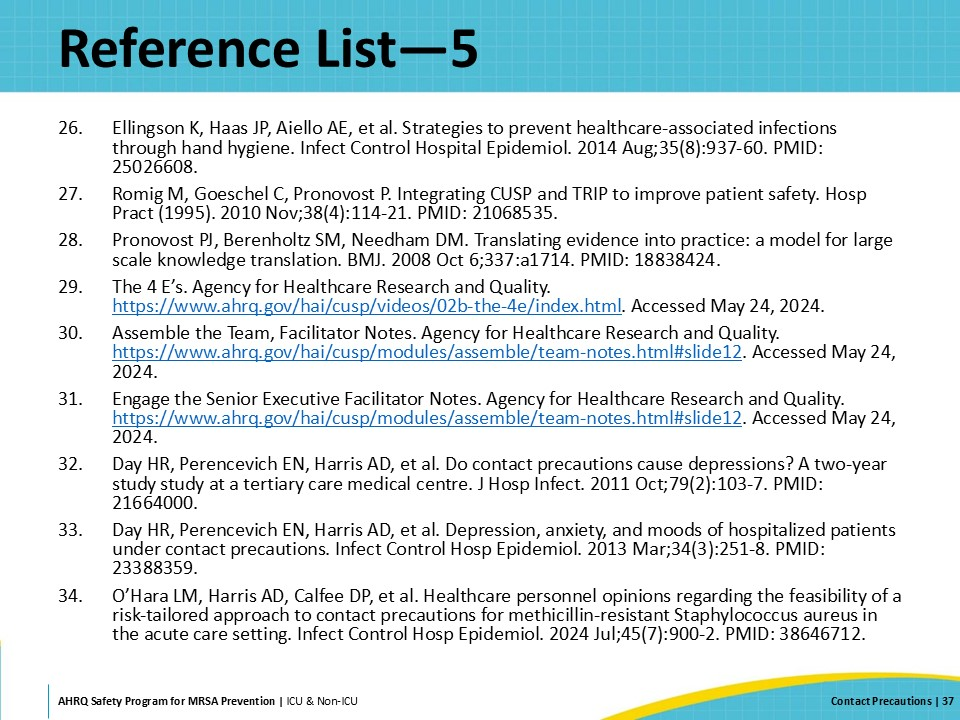 Reference List—5
26. Ellingson K, Haas JP, Aiello AE, et al. Strategies to prevent healthcare-associated infections
through hand hygiene. Infect Control Hospital Epidemiol. 2014 Aug;35(8):937-60. PMID:
25026608.
27. Romig M, Goeschel C, Pronovost P. Integrating CUSP and TRIP to improve patient safety. Hosp
Pract (1995). 2010 Nov;38(4):114-21. PMID: 21068535.
28. Pronovost PJ, Berenholtz SM, Needham DM. Translating evidence into practice: a model for large
scale knowledge translation. BMJ. 2008 Oct 6;337:a1714. PMID: 18838424.
29. The 4 E’s. Agency for Healthcare Research and Quality.
https://www.ahrq.gov/hai/cusp/videos/02b-the-4e/index.html. Accessed May 24, 2024.
30. Assemble the Team, Facilitator Notes. Agency for Healthcare Research and Quality.
https://www.ahrq.gov/hai/cusp/modules/assemble/team-notes.html#slide12. Accessed May 24,
2024.
31. Engage the Senior Executive Facilitator Notes. Agency for Healthcare Research and Quality.
https://www.ahrq.gov/hai/cusp/modules/assemble/team-notes.html#slide12. Accessed May 24,
2024.
32. Day HR, Perencevich EN, Harris AD, et al. Do contact precautions cause depressions? A two-year
study study at a tertiary care medical centre. J Hosp Infect. 2011 Oct;79(2):103-7. PMID:
21664000.
33. Day HR, Perencevich EN, Harris AD, et al. Depression, anxiety, and moods of hospitalized patients
under contact precautions. Infect Control Hosp Epidemiol. 2013 Mar;34(3):251-8. PMID:
23388359.
34. O’Hara LM, Harris AD, Calfee DP, et al. Healthcare personnel opinions regarding the feasibility of a
risk-tailored approach to contact precautions for methicillin-resistant Staphylococcus aureus in
the acute care setting. Infect Control Hosp Epidemiol. 2024 Jul;45(7):900-2. PMID: 38646712.
AHRQ Safety Program for MRSA Prevention | ICU & Non-ICU
Contact Precautions | 37